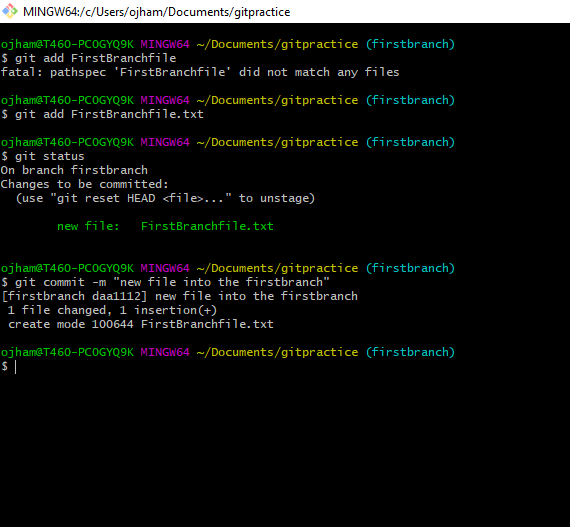 MINGW64:/c/Users/ojham/Documents/gitpractice
ojham@T460-PC0GYQ9K MINGW64 ~/Documents/gitpractice (firstbranch)
$ git add FirstBranchfile
fatal: pathspec 'FirstBranchfile' did not match any files
ojham@T460-PC0GYQ9K MINGW64 ~/Documents/gitpractice (firstbranch)
$ git add FirstBranchfile.txt
ojham@T460-PC0GYQ9K MINGW64 ~/Documents/gitpractice (firstbranch)
$ git status
On branch firstbranch
Changes to be committed:
  (use "git reset HEAD <file>..." to unstage)
        new file:   FirstBranchfile.txt
ojham@T460-PC0GYQ9K MINGW64 ~/Documents/gitpractice (firstbranch)
$ git commit -m "new file into the firstbranch"
[firstbranch daa1112] new file into the firstbranch
 1 file changed, 1 insertion(+)
 create mode 100644 FirstBranchfile.txt
ojham@T460-PC0GYQ9K MINGW64 ~/Documents/gitpractice (firstbranch)
$